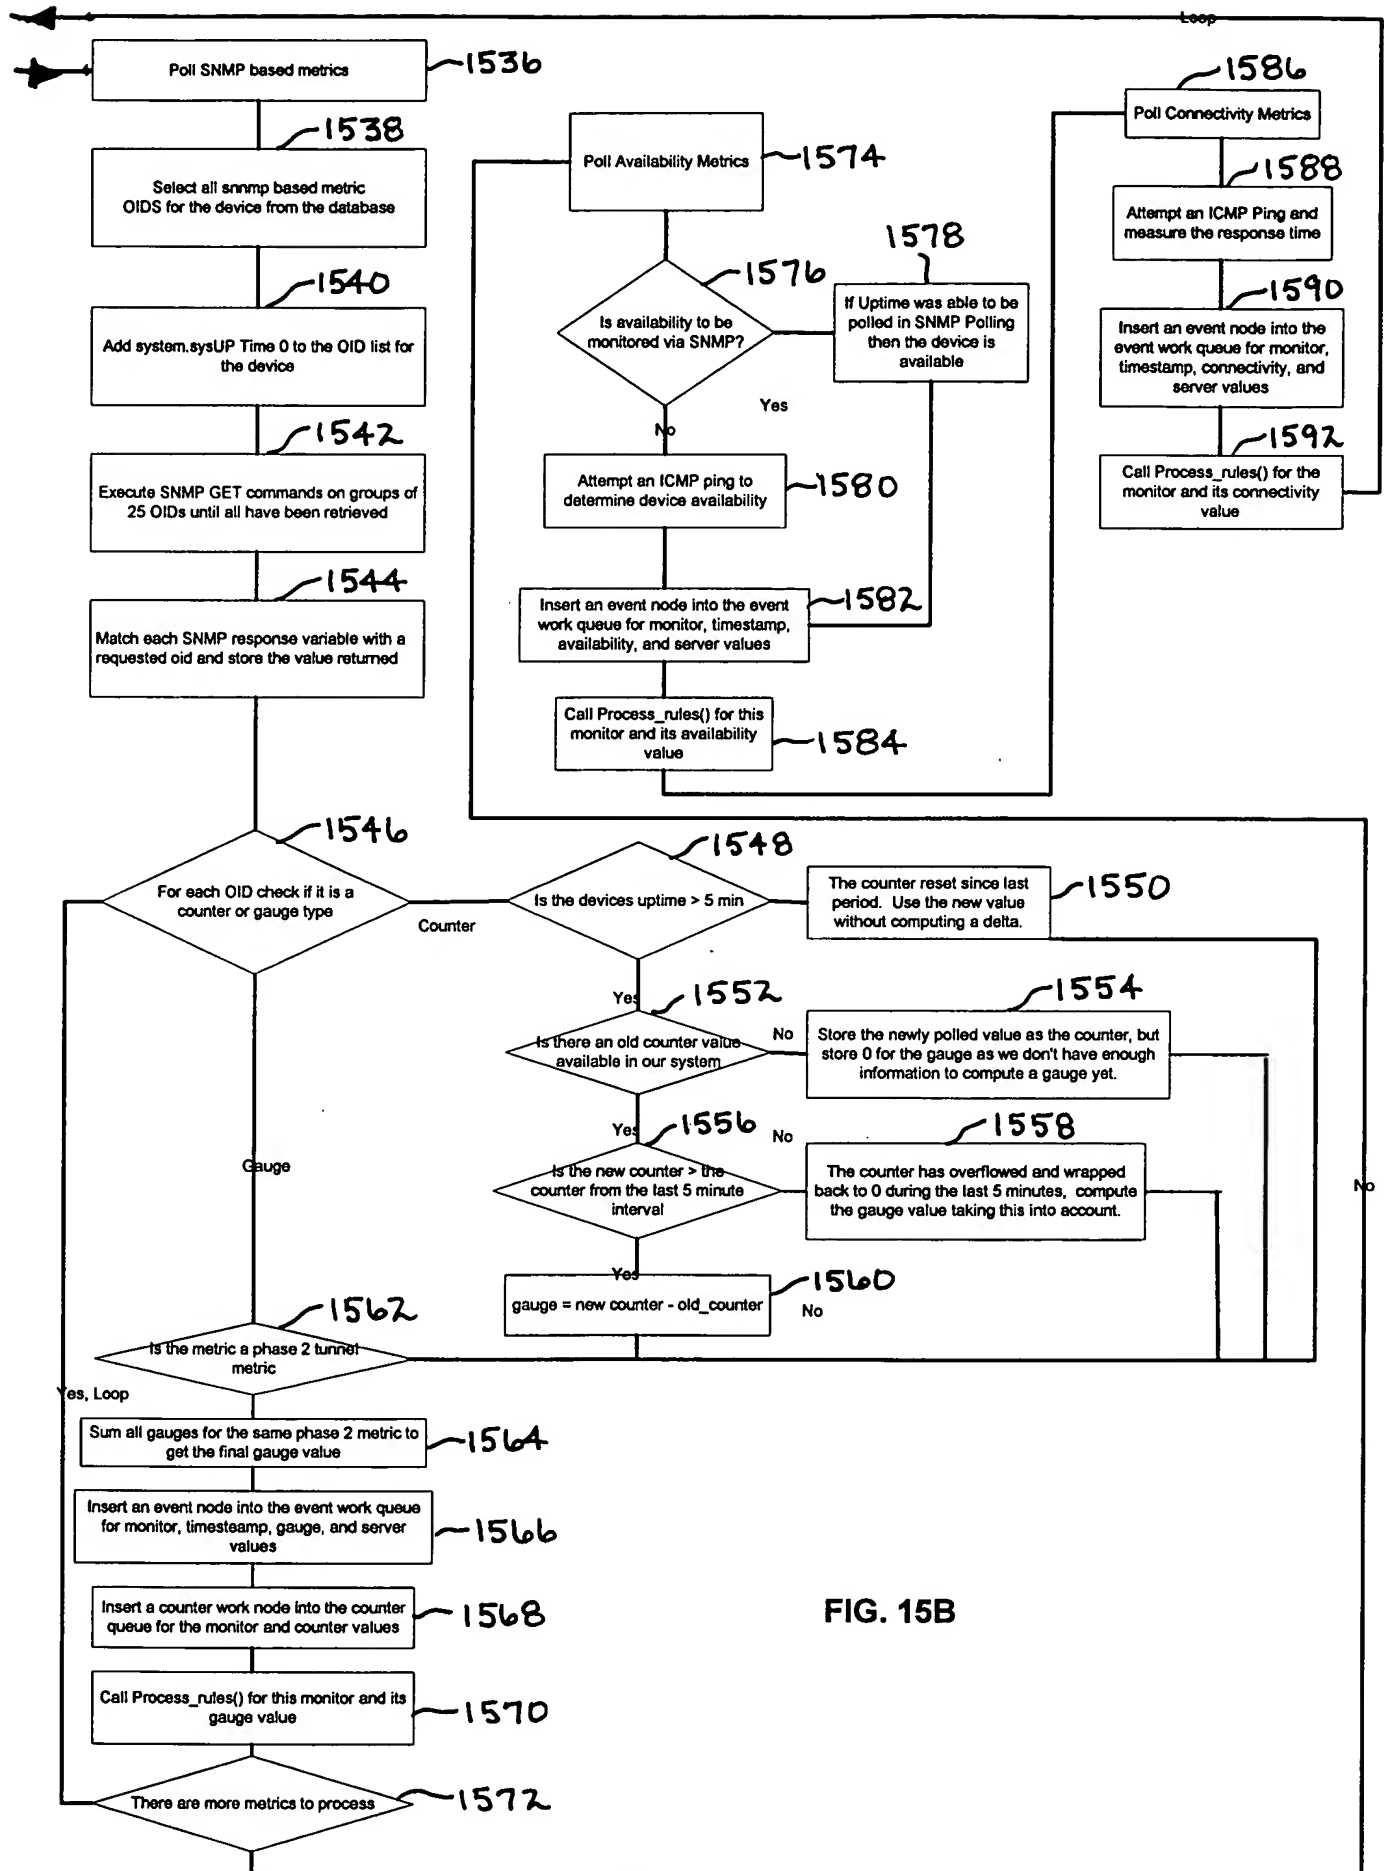 Loop
Poll SNMP based metrics
1536
1538
Select all snnmp based metric
OIDS for the device from the database
1540
Add system.sysUP Time 0 to the OID list for
the device
1542
Execute SNMP GET commands on groups of
25 OIDs until all have been retrieved
1544
Match each SNMP response variable with a
requested oid and store the value returned
Poll Availability Metrics
1574
1576
Is availability to be
monitored via SNMP?
1578
If Uptime was able to be
polled in SNMP Polling
then the device is
available
Yes
No
Attempt an ICMP ping to
determine device availability
1580
Insert an event node into the event
work queue for monitor, timestamp,
availability, and server values
1582
Call Process_rules() for this
monitor and its availability
value
1584
1586
Poll Connectivity Metrics
1588
Attempt an ICMP Ping and
measure the response time
1590
Insert an event node into the
event work queue for monitor,
timestamp, connectivity, and
server values
1592
Call Process_rules() for the
monitor and its connectivity
value
1546
For each OID check if it is a
counter or gauge type
Counter
1548
Is the devices uptime > 5 min
The counter reset since last
period. Use the new value
without computing a delta.
1550
Yes
1552
Is there an old counter value
available in our system
No
1554
Store the newly polled value as the counter, but
store 0 for the gauge as we don't have enough
information to compute a gauge yet.
Yes
1556
Is the new counter > the
counter from the last 5 minute
interval
No
1558
The counter has overflowed and wrapped
back to 0 during the last 5 minutes, compute
the gauge value taking this into account.
No
Gauge
Yes
gauge = new counter - old_counter
1560
No
1562
Is the metric a phase 2 tunnel
metric
Yes, Loop
Sum all gauges for the same phase 2 metric to
get the final gauge value
1564
Insert an event node into the event work queue
for monitor, timesteamp, gauge, and server
values
1566
Insert a counter work node into the counter
queue for the monitor and counter values
1568
Call Process_rules() for this monitor and its
gauge value
1570
There are more metrics to process
1572
FIG. 15B